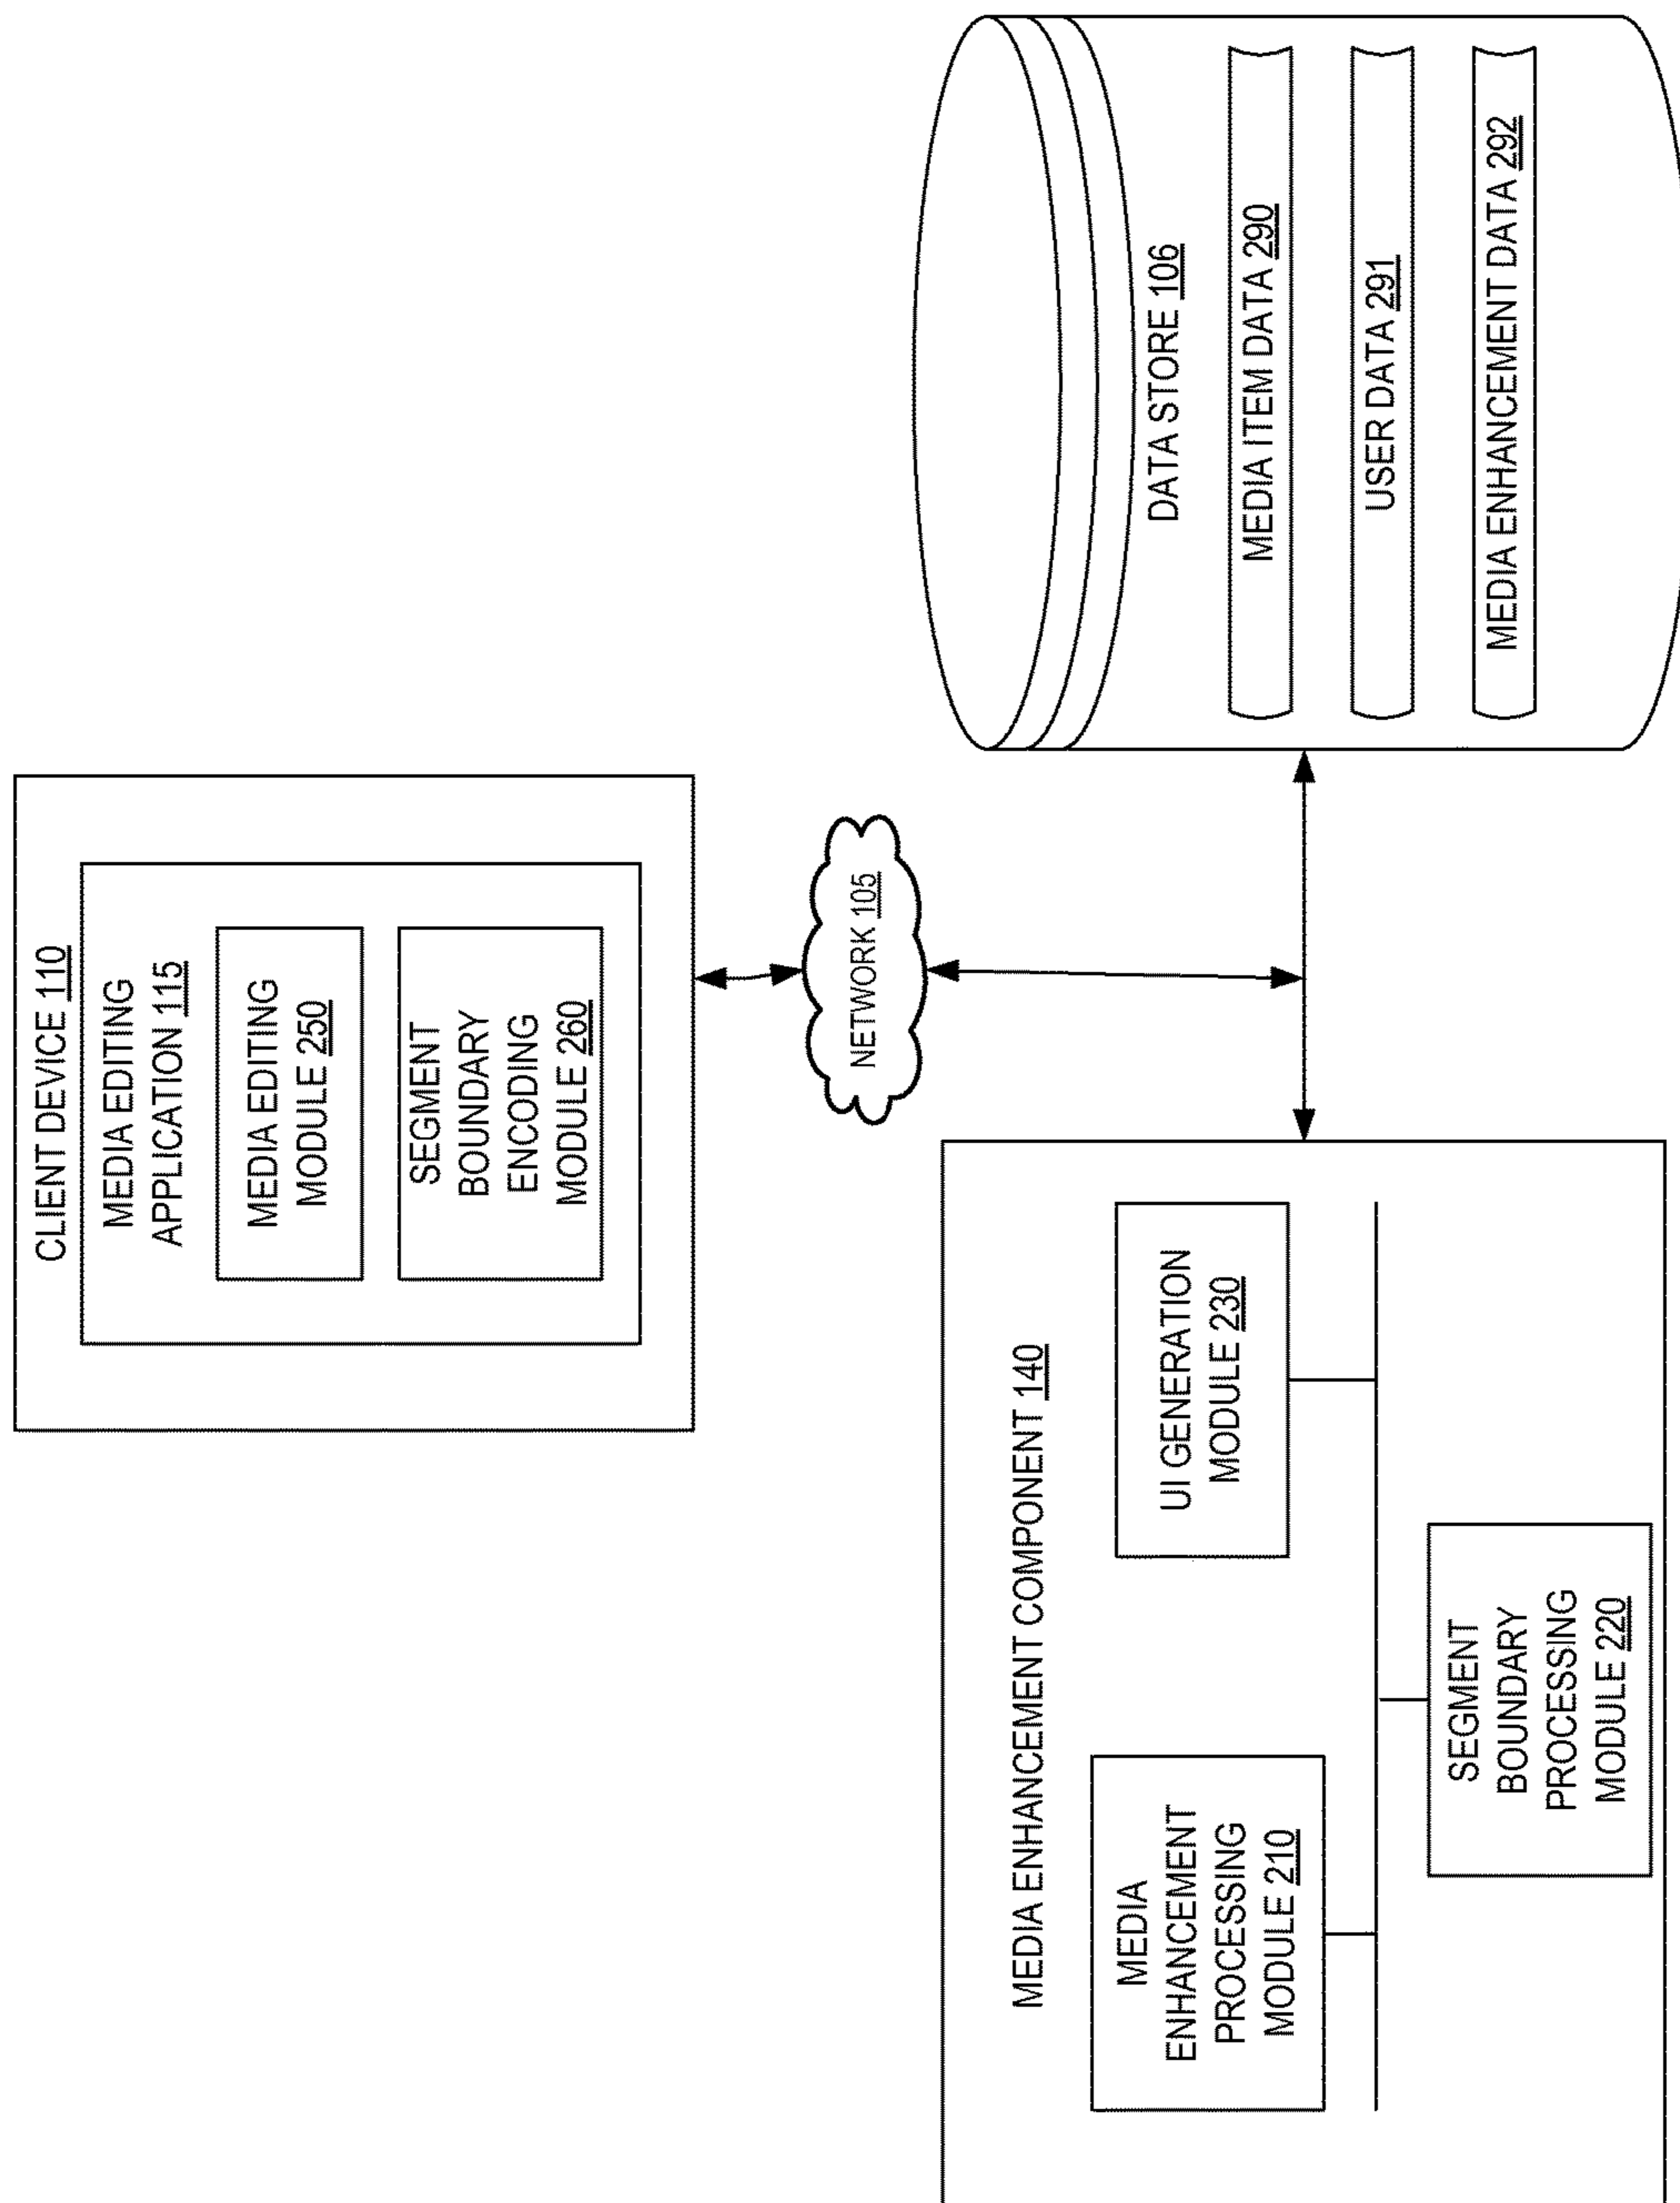 CLIENT DEVICE 110
MEDIA EDITING
APPLICATION 115
MEDIA EDITING
MODULE 250
SEGMENT
BOUNDARY
ENCODING
MODULE 260
NETWORK 105
MEDIA ENHANCEMENT COMPONENT 140
MEDIA
ENHANCEMENT
PROCESSING
MODULE 210
UI GENERATION
MODULE 230
SEGMENT
BOUNDARY
PROCESSING
MODULE 220
DATA STORE 106
MEDIA ITEM DATA 290
USER DATA 291
MEDIA ENHANCEMENT DATA 292